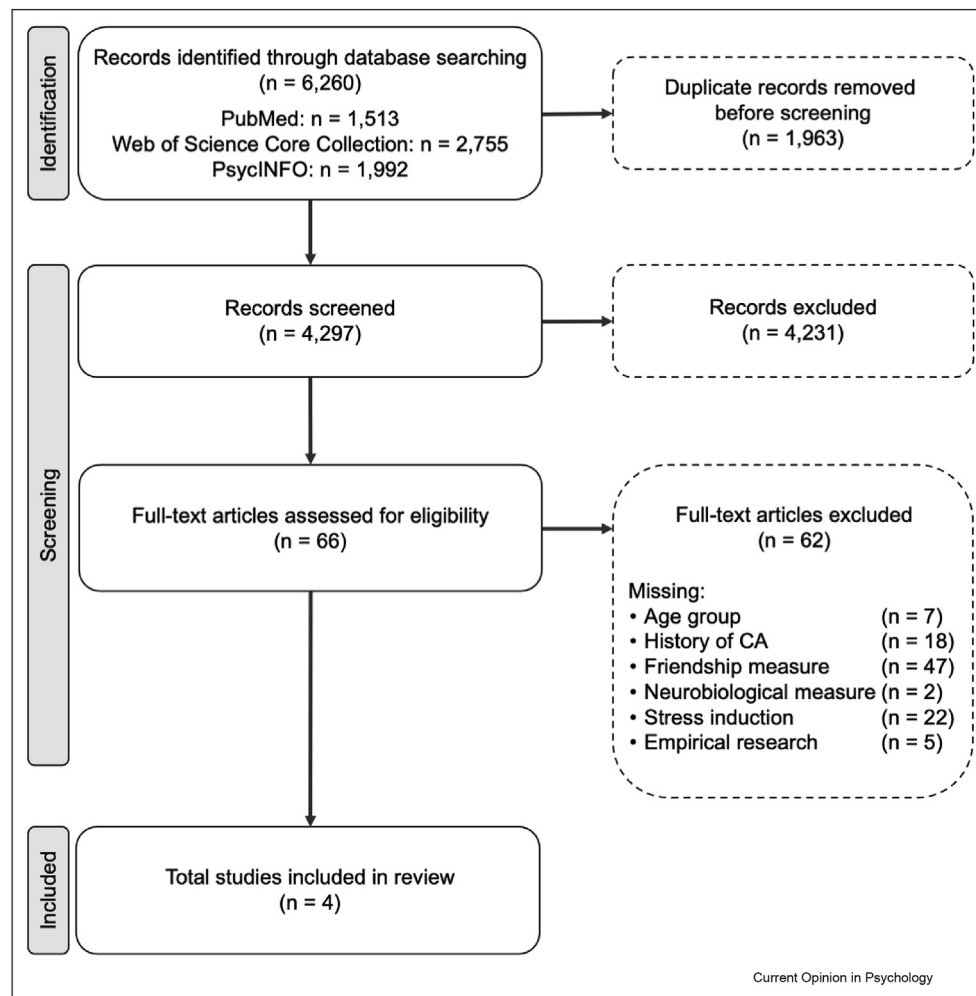 Identification
Records identified through database searching
(n = 6,260)
PubMed: n = 1,513
Web of Science Core Collection: n = 2,755
PsycINFO: n = 1,992
Duplicate records removed
before screening
(n = 1,963)
Screening
Records screened
(n = 4,297)
Records excluded
(n = 4,231)
Full-text articles assessed for eligibility
(n = 66)
Full-text articles excluded
(n = 62)
Missing:
• Age group (n = 7)
• History of CA (n = 18)
• Friendship measure (n = 47)
• Neurobiological measure (n = 2)
• Stress induction (n = 22)
• Empirical research (n = 5)
Included
Total studies included in review
(n = 4)
Current Opinion in Psychology